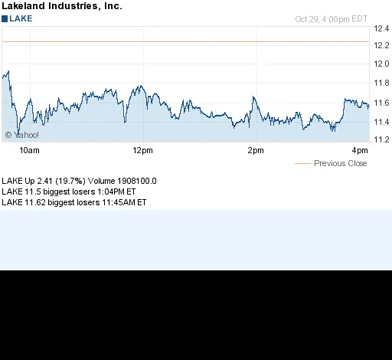 Lakeland Industries, Inc.
LAKE Oct 29, 4:00pm EDT
12.4
12.2
12.0
11.8
11.6
11.4
11.2
© Yahoo!
10am 12pm 2pm 4pm
Previous Close
LAKE Up 2.41 (19.7%) Volume 1908100.0
LAKE 11.5 biggest losers 1:04PM ET
LAKE 11.62 biggest losers 11:45AM ET